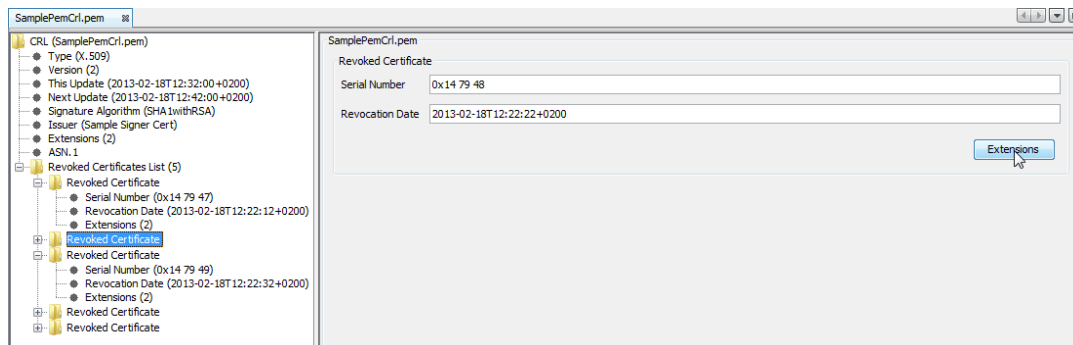 SamplePemCrl.pem
CRL (SamplePemCrl.pem)
Type (X.509)
Version (2)
This Update (2013-02-18T12:32:00+0200)
Next Update (2013-02-18T12:42:00+0200)
Signature Algorithm (SHA1withRSA)
Issuer (Sample Signer Cert)
Extensions (2)
ASN.1
Revoked Certificates List (5)
Revoked Certificate
Serial Number (0x14 79 47)
Revocation Date (2013-02-18T12:22:12+0200)
Extensions (2)
Revoked Certificate
Revoked Certificate
Serial Number (0x14 79 49)
Revocation Date (2013-02-18T12:22:32+0200)
Extensions (2)
Revoked Certificate
Revoked Certificate
SamplePemCrl.pem
Revoked Certificate
Serial Number 0x14 79 48
Revocation Date 2013-02-18T12:22:22+0200
Extensions